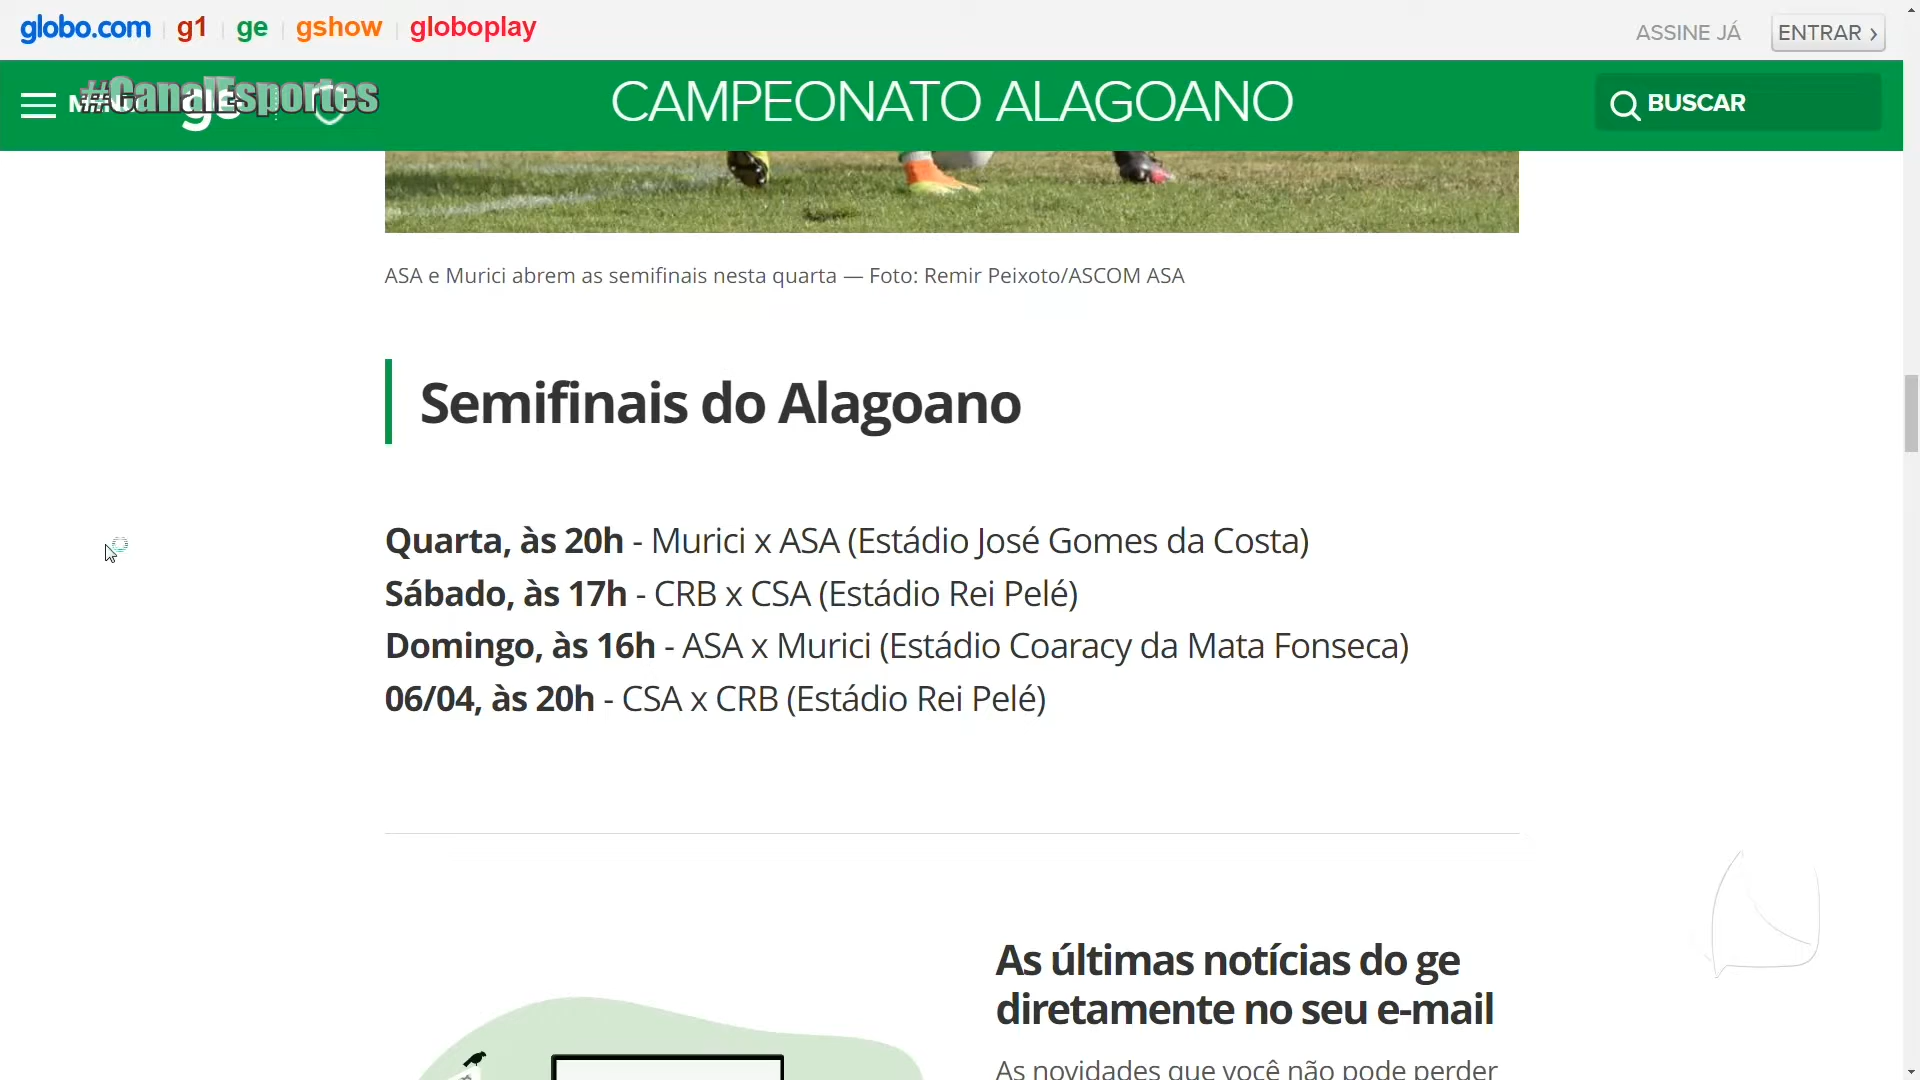 globo.com g1 ge gshow globoplay
ASSINE JÁ ENTRAR ›
#CanalEsportes
ge
CAMPEONATO ALAGOANO
BUSCAR
ASA e Murici abrem as semifinais nesta quarta — Foto: Remir Peixoto/ASCOM ASA
Semifinais do Alagoano
Quarta, às 20h - Murici x ASA (Estádio José Gomes da Costa)
Sábado, às 17h - CRB x CSA (Estádio Rei Pelé)
Domingo, às 16h - ASA x Murici (Estádio Coaracy da Mata Fonseca)
06/04, às 20h - CSA x CRB (Estádio Rei Pelé)
As últimas notícias do ge
diretamente no seu e-mail
As novidades que você não pode perder